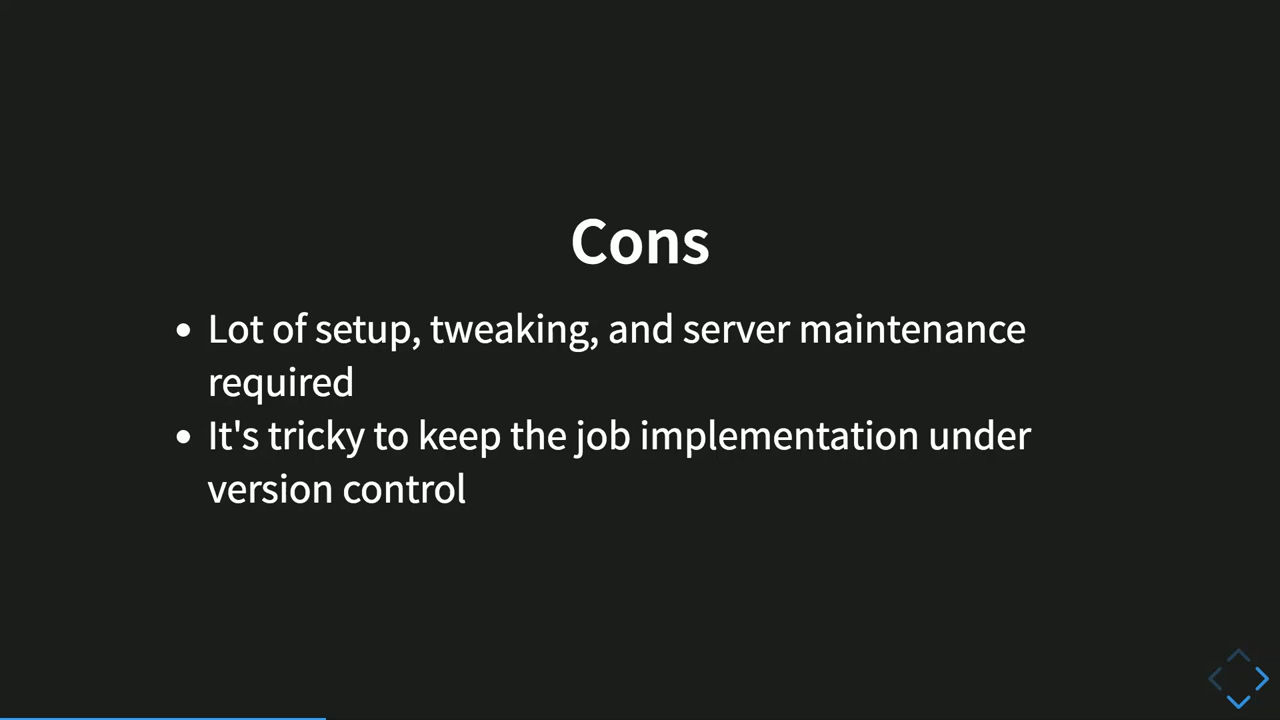 Cons
• Lot of setup, tweaking, and server maintenance
required
• It's tricky to keep the job implementation under
version control